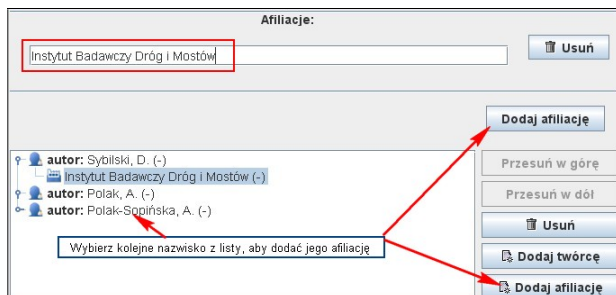 Afiliacje:
Instytut Badawczy Dróg i Mostów
Usuń
Dodaj afiliację
autor: Sybilski, D. (-)
Instytut Badawczy Dróg i Mostów (-)
autor: Polak, A. (-)
autor: Polak-Sopińska, A. (-)
Wybierz kolejne nazwisko z listy, aby dodać jego afiliację
Przesuń w górę
Przesuń w dół
Usuń
Dodaj twórcę
Dodaj afiliację